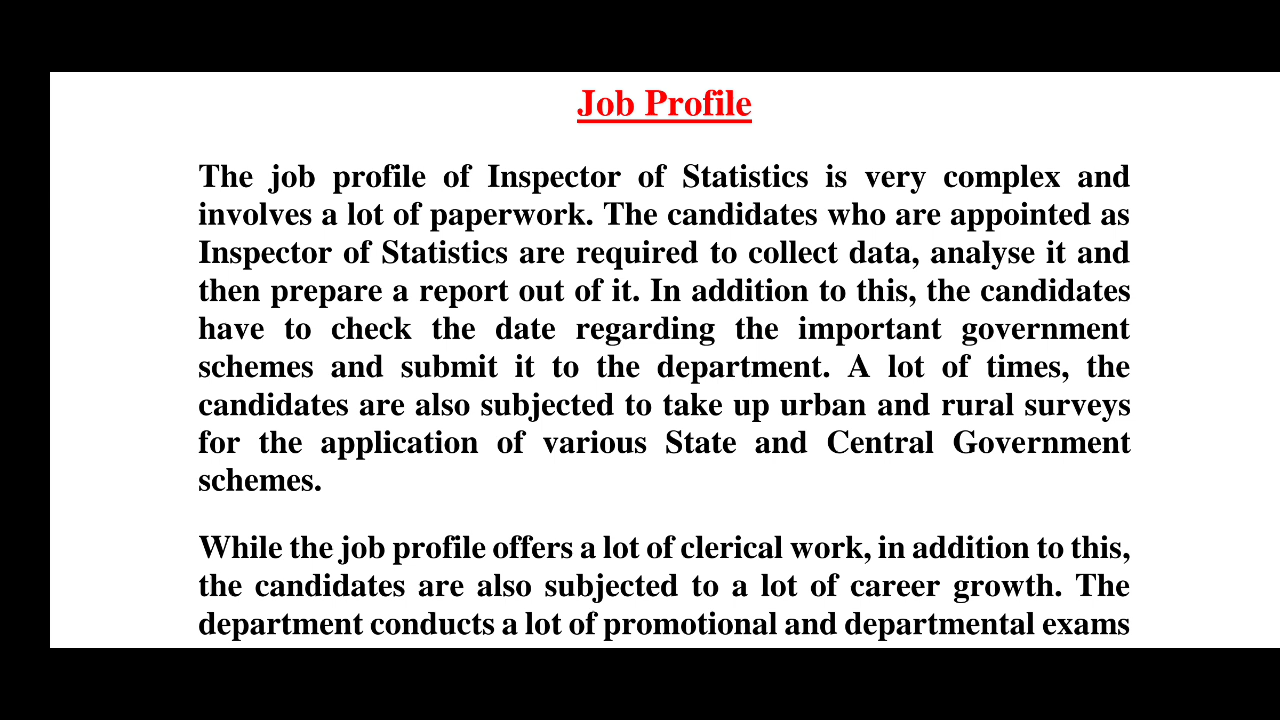 Job Profile
The job profile of Inspector of Statistics is very complex and
involves a lot of paperwork. The candidates who are appointed as
Inspector of Statistics are required to collect data, analyse it and
then prepare a report out of it. In addition to this, the candidates
have to check the date regarding the important government
schemes and submit it to the department. A lot of times, the
candidates are also subjected to take up urban and rural surveys
for the application of various State and Central Government
schemes.
While the job profile offers a lot of clerical work, in addition to this,
the candidates are also subjected to a lot of career growth. The
department conducts a lot of promotional and departmental exams